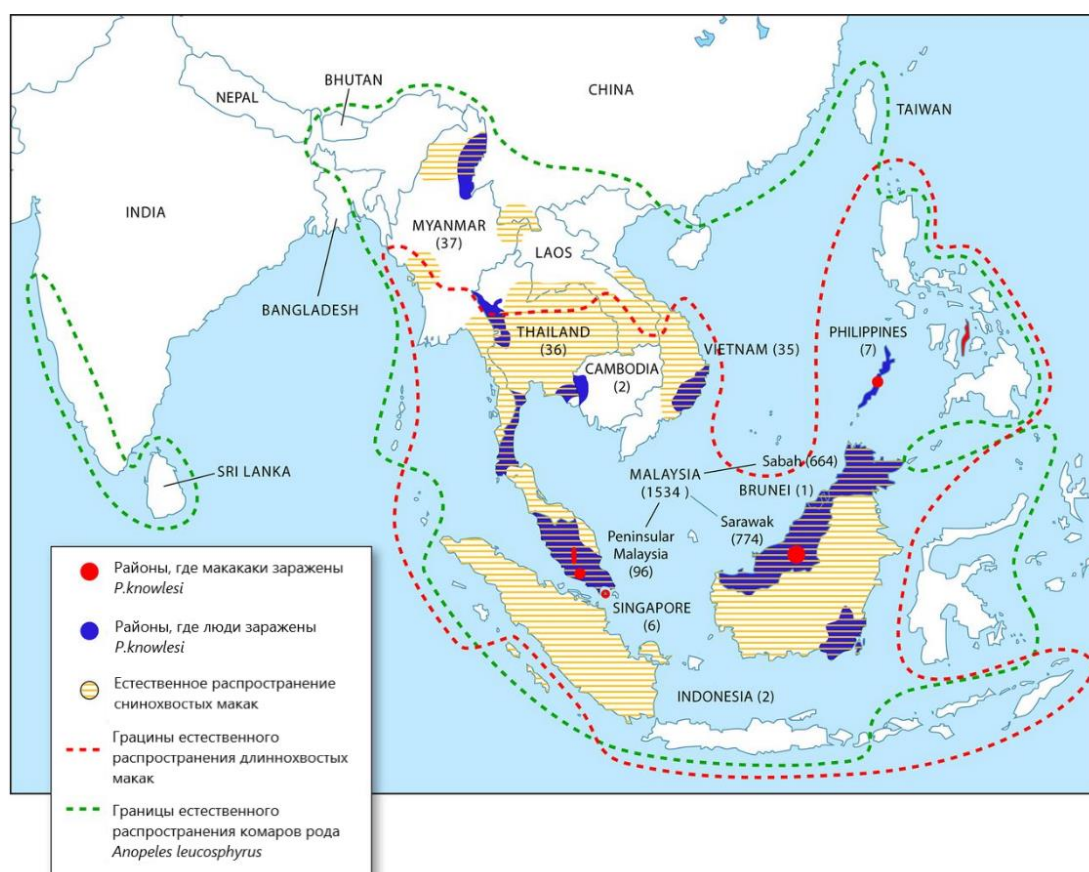 BHUTAN
NEPAL
CHINA
TAIWAN
INDIA
MYANMAR
(37)
LAOS
BANGLADESH
THAILAND
(36)
VIETNAM (35)
PHILIPPINES
(7)
CAMBODIA
(2)
SRI LANKA
MALAYSIA
(1534 )
Sabah (664)
BRUNEI (1)
Sarawak
(774)
Peninsular
Malaysia
(96)
SINGAPORE
(6)
INDONESIA (2)
Районы, где макакаки заражены
P.knowlesi
Районы, где люди заражены
P.knowlesi
Естественное распространение
снинохвостых макак
Грацины естественного
распространения длиннохвостых
макак
Границы естественного
распространения комаров рода
Anopeles leucosphyrus